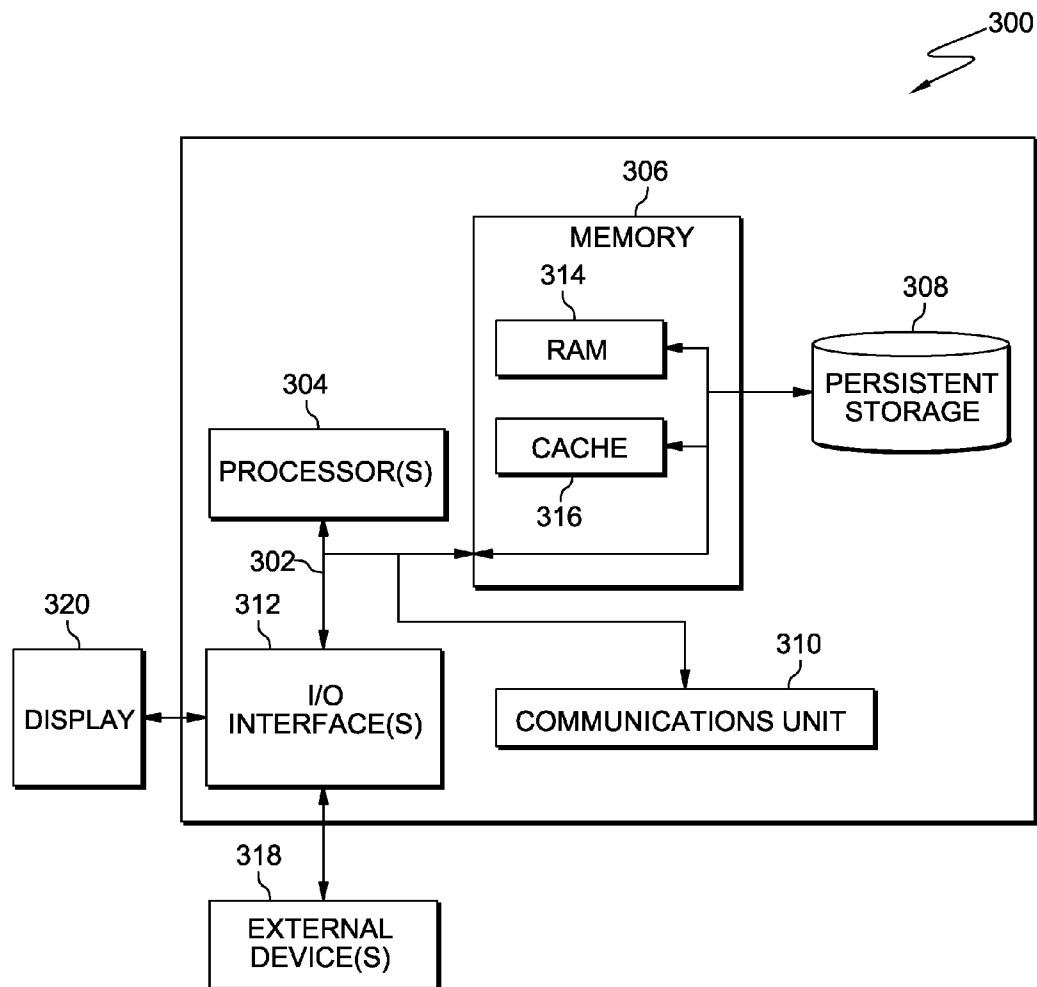 300
306
MEMORY
314
RAM
308
PERSISTENT
STORAGE
304
PROCESSOR(S)
CACHE
316
302
320
312
DISPLAY
I/O
INTERFACE(S)
310
COMMUNICATIONS UNIT
318
EXTERNAL
DEVICE(S)